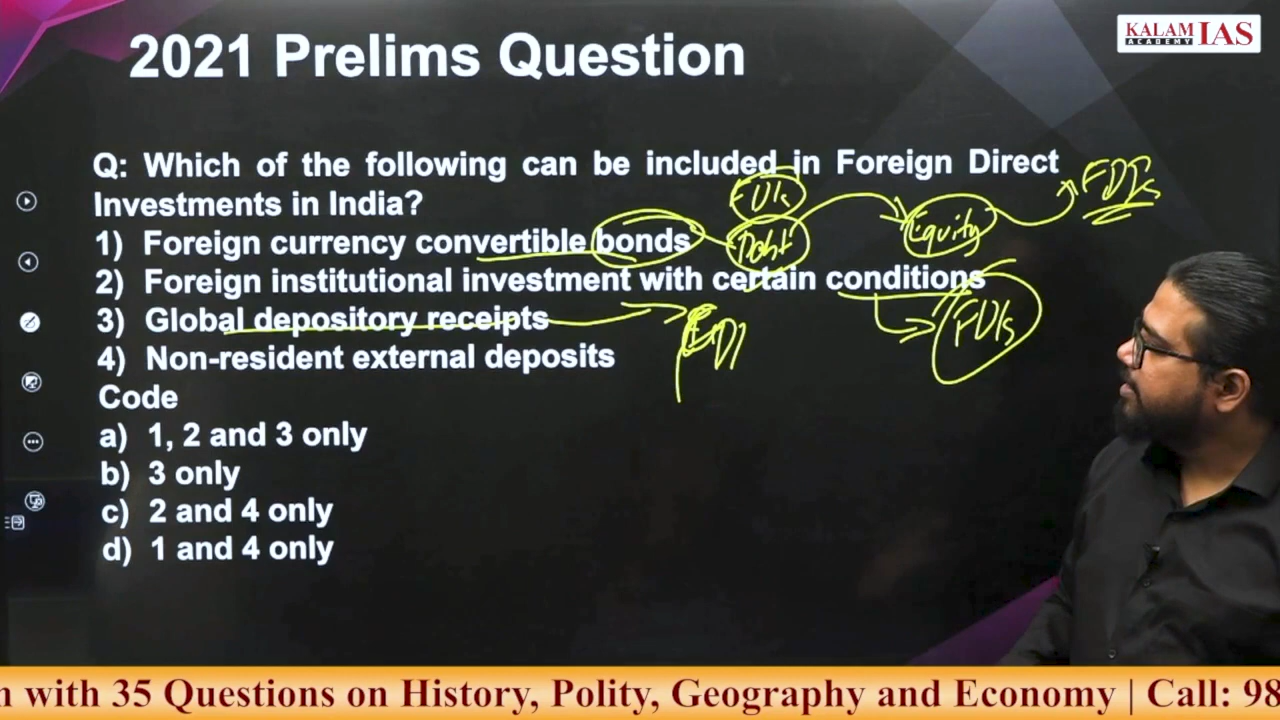 KALAM
ACADEMY
IAS
2021 Prelims Question
Q: Which of the following can be included in Foreign Direct
Investments in India?
1) Foreign currency convertible bonds
2) Foreign institutional investment with certain conditions
3) Global depository receipts
4) Non-resident external deposits
Code
a) 1, 2 and 3 only
b) 3 only
c) 2 and 4 only
d) 1 and 4 only
FDIs
Debt
Equity
FDIs
FDIs
n with 35 Questions on History, Polity, Geography and Economy | Call: 98